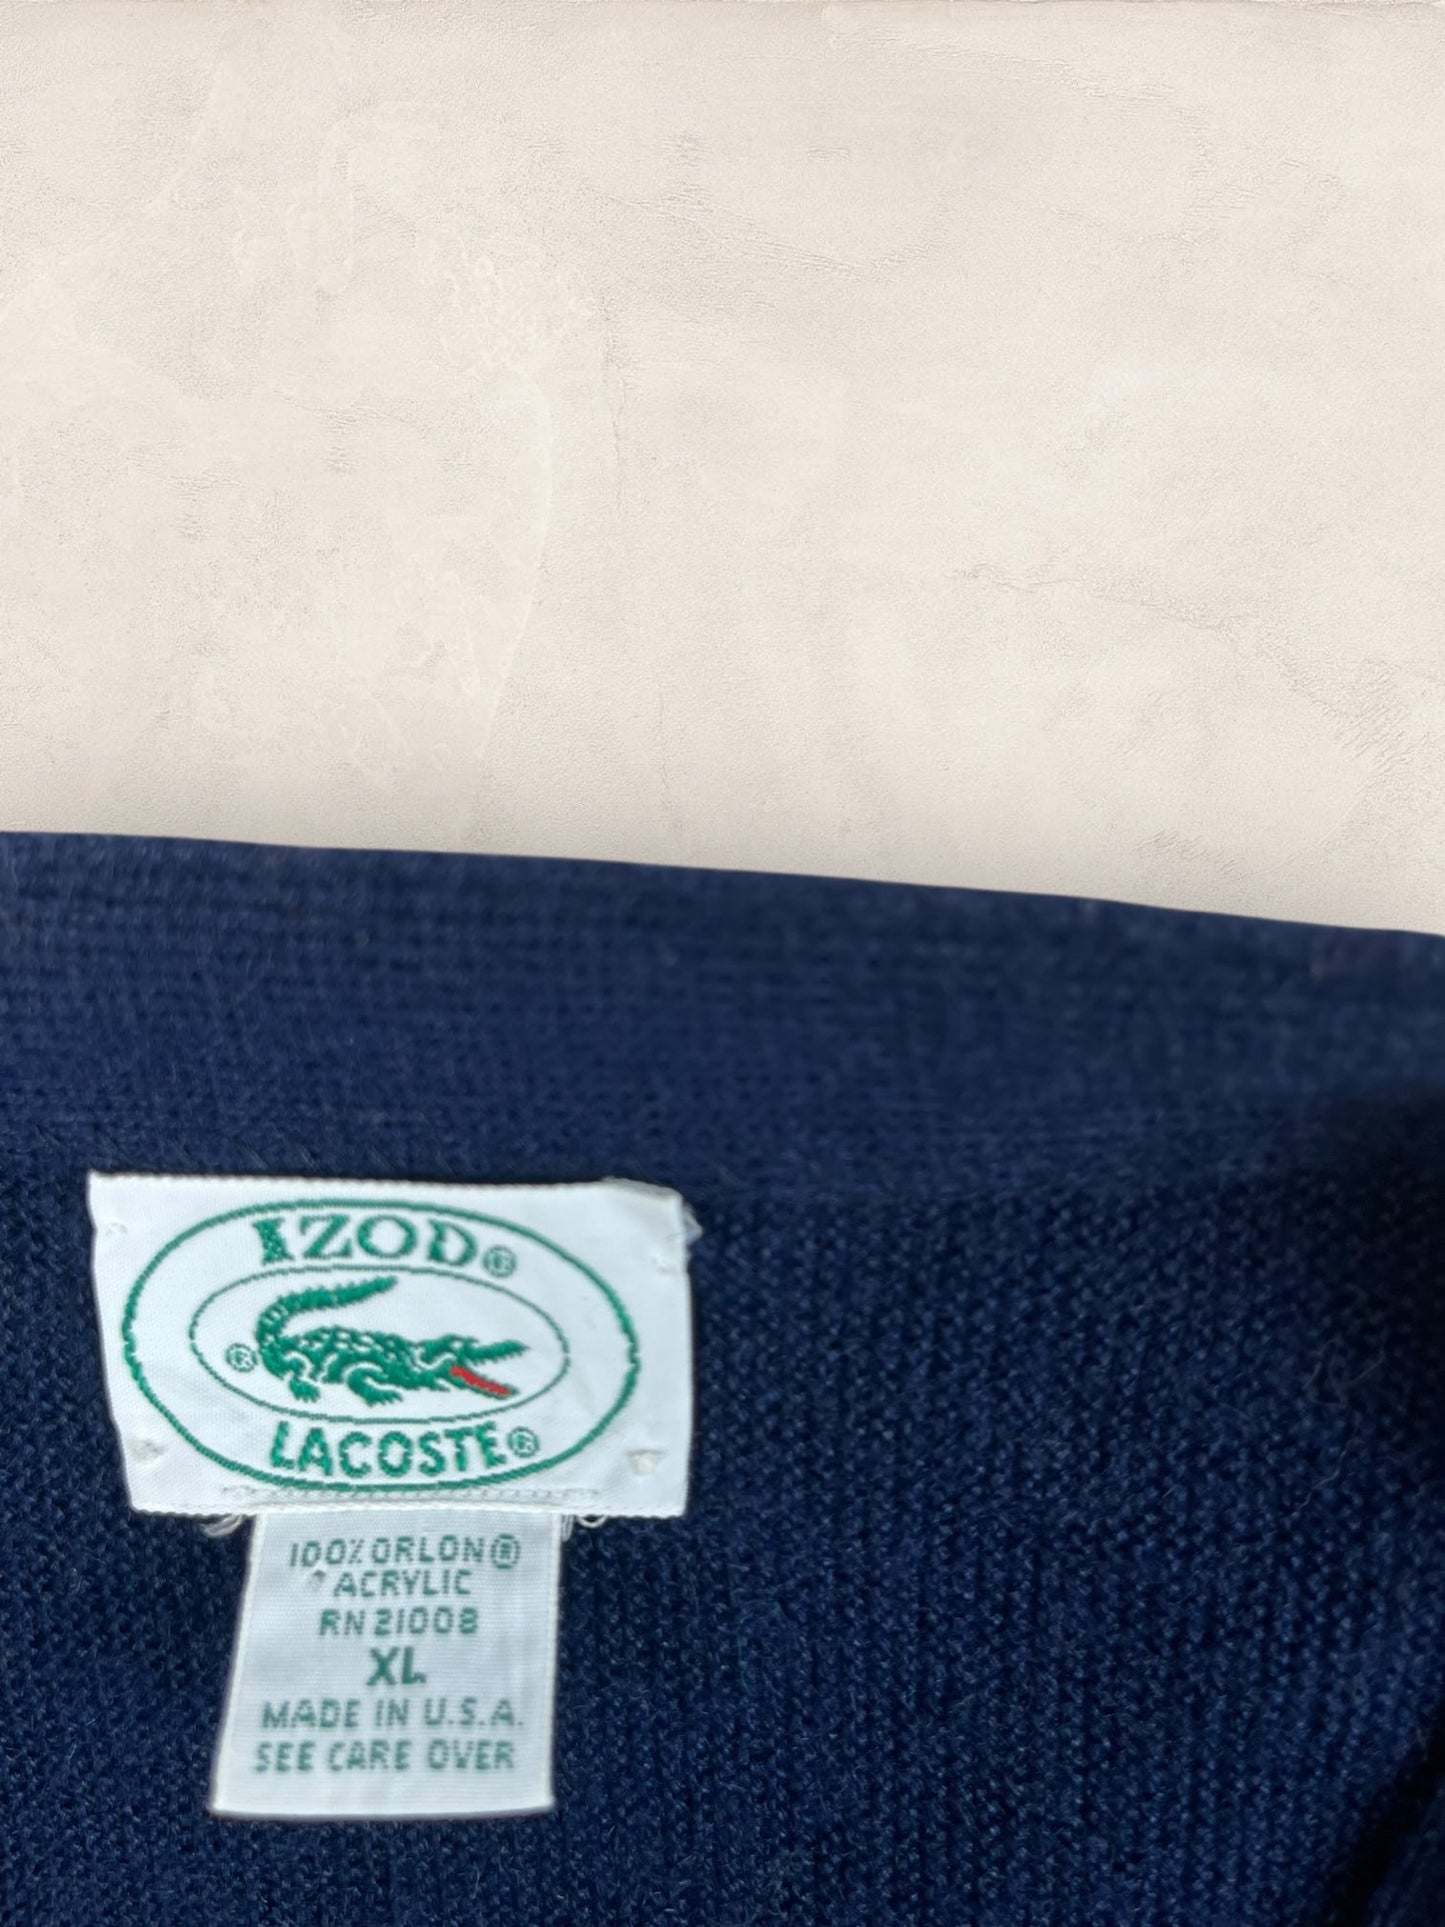 IZOD®
®
LACOSTE®
100% ORLON®
ACRYLIC
RN 21008
XL
MADE IN U.S.A.
SEE CARE OVER